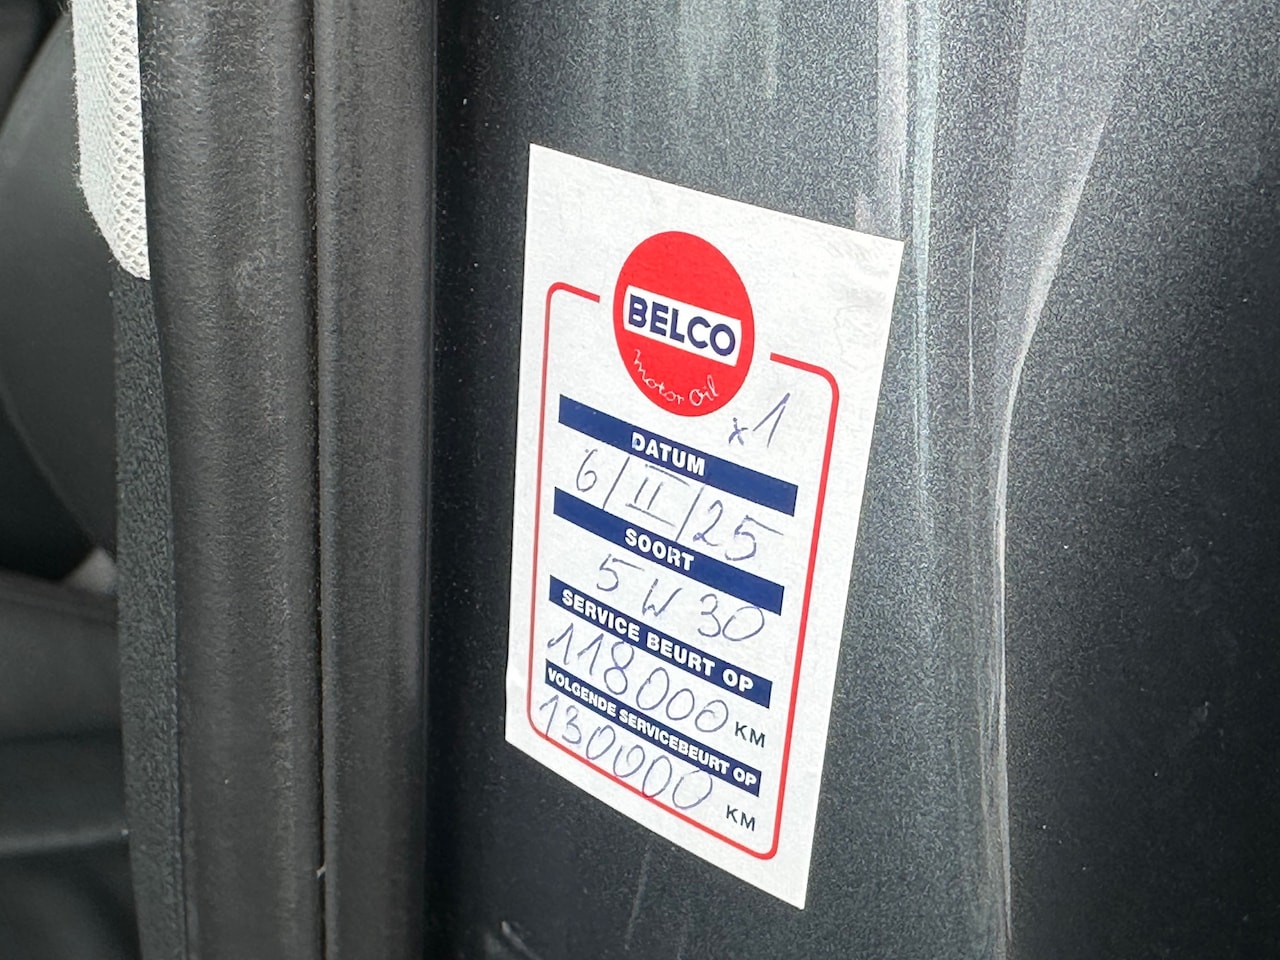 BELCO
Motor Oil
x1
DATUM
6/II/25
SOORT
5W30
SERVICE BEURT OP
118000 KM
VOLGENDE SERVICEBEURT OP
130000 KM